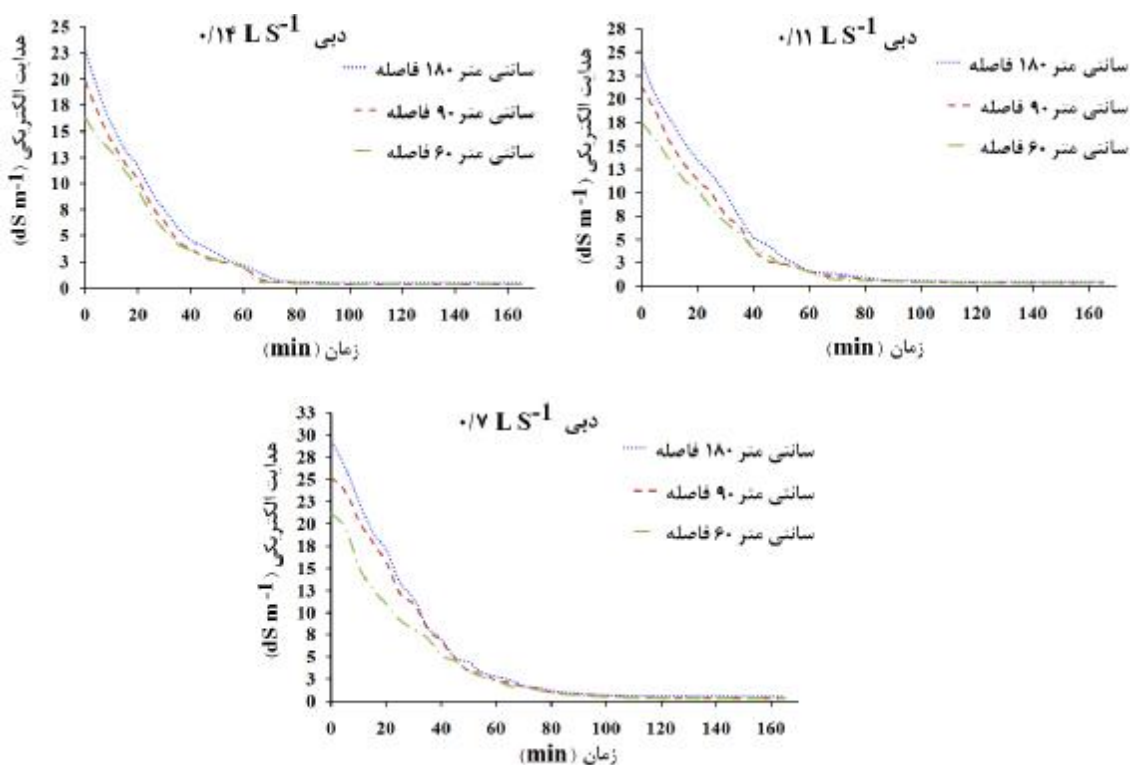 دبی ۰/۱۴ L S-1
هدایت الکتریکی (dS m-1)
25
23
20
18
15
13
10
8
5
3
0
سانتی متر ۱۸۰ فاصله
سانتی متر ۹۰ فاصله
سانتی متر ۶۰ فاصله
0 20 40 60 80 100 120 140 160
زمان (min)
دبی ۰/۱۱ L S-1
هدایت الکتریکی (dS m-1)
28
25
23
20
18
15
13
10
8
5
3
0
سانتی متر ۱۸۰ فاصله
سانتی متر ۹۰ فاصله
سانتی متر ۶۰ فاصله
0 20 40 60 80 100 120 140 160
زمان (min)
دبی ۰/۷ L S-1
هدایت الکتریکی (dS m-1)
33
30
28
25
23
20
18
15
13
10
8
5
3
0
سانتی متر ۱۸۰ فاصله
سانتی متر ۹۰ فاصله
سانتی متر ۶۰ فاصله
0 20 40 60 80 100 120 140 160
زمان (min)